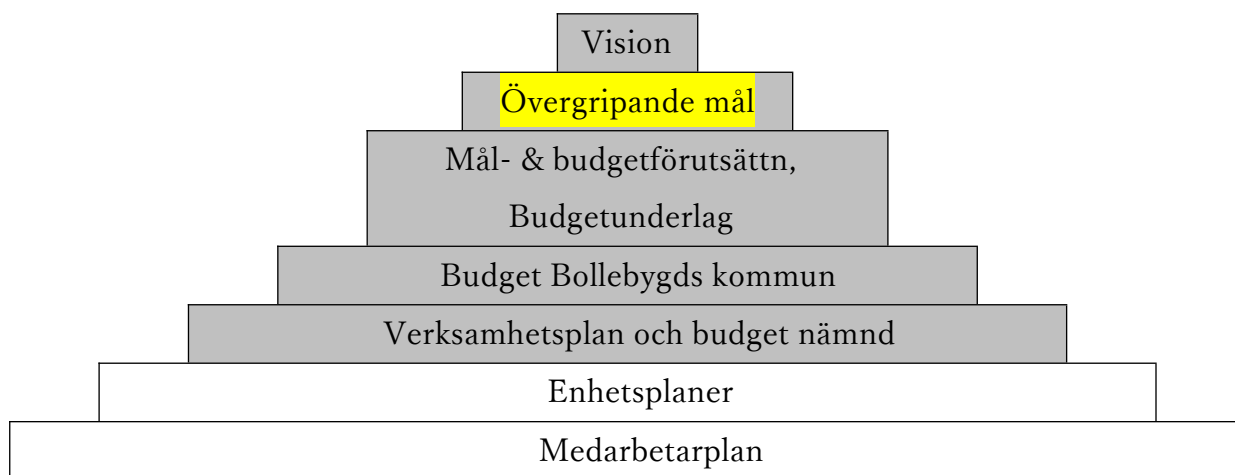 Vision
Övergripande mål
Mål- & budgetförutsättn,
Budgetunderlag
Budget Bollebygds kommun
Verksamhetsplan och budget nämnd
Enhetsplaner
Medarbetarplan